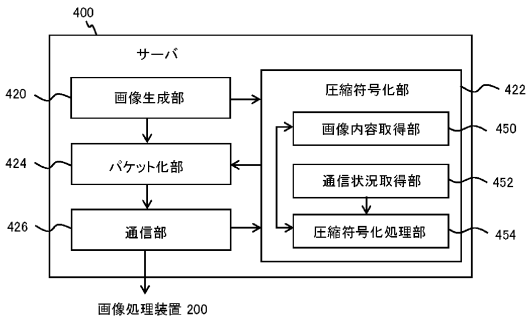 400
サーバ
420
画像生成部
圧縮符号化部
422
画像内容取得部
450
424
パケット化部
通信状況取得部
452
426
通信部
圧縮符号化処理部
454
画像処理装置 200